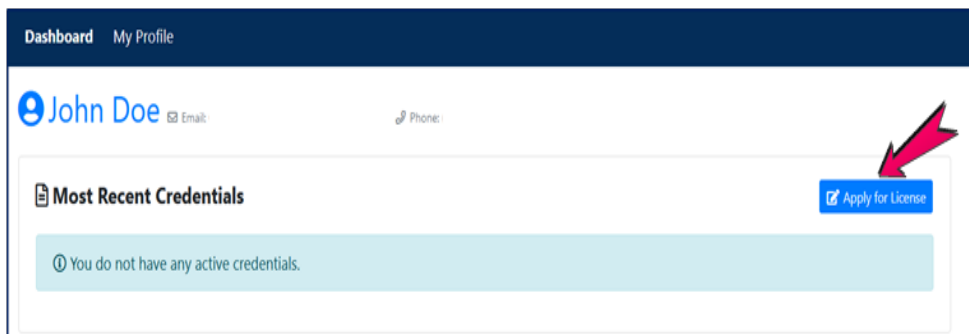 Dashboard My Profile
John Doe Email: Phone:
Most Recent Credentials
Apply for License
You do not have any active credentials.